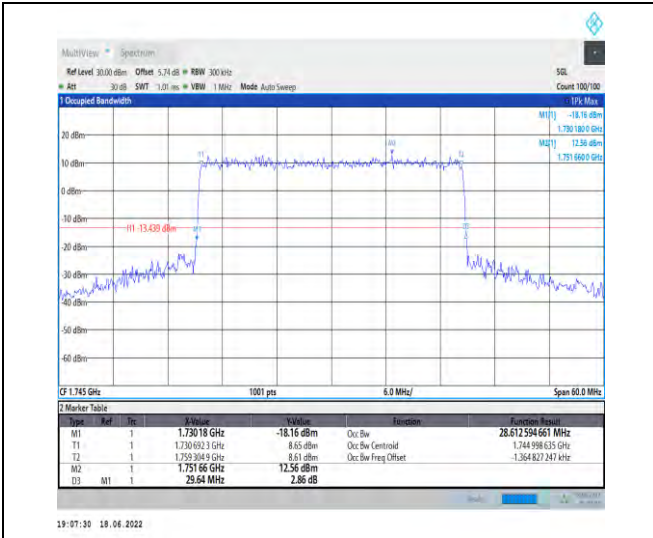 MultiView Spectrum
Ref Level 30.00 dBm Offset 5.74 dB RBW 300 kHz SGL
Att 30 dB SWT 1.01 ms VBW 1 MHz Mode Auto Sweep Count 100/100
1 Occupied Bandwidth 1Pk Max
M1[1] -18.16 dBm
1.730 180 0 GHz
M2[1] 12.56 dBm
1.751 660 0 GHz
20 dBm
M2
T1 T2
10 dBm
0 dBm
-10 dBm
H1 -13.439 dBm M1
-20 dBm
-30 dBm
-40 dBm
-50 dBm
-60 dBm
CF 1.745 GHz 1001 pts 6.0 MHz/ Span 60.0 MHz
2 Marker Table
Type Ref Trc X-Value Y-Value Function Function Result
M1 1 1.730 18 GHz -18.16 dBm Occ Bw 28.612 594 661 MHz
T1 1 1.730 692 3 GHz 8.65 dBm Occ Bw Centroid 1.744 998 635 GHz
T2 1 1.759 304 9 GHz 8.61 dBm Occ Bw Freq Offset -1.364 827 247 kHz
M2 1 1.751 66 GHz 12.56 dBm
D3 M1 1 29.64 MHz 2.86 dB
19:07:30 18.06.2022